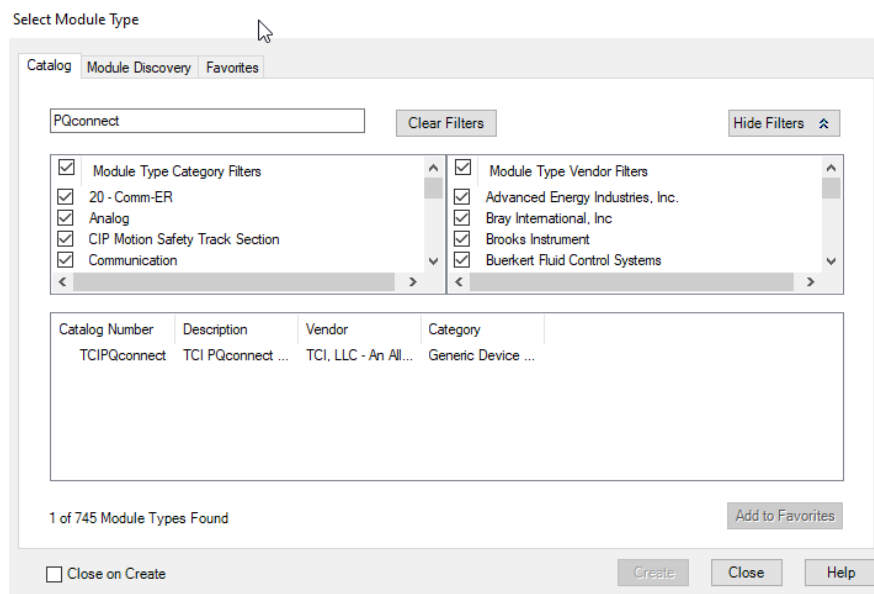 Select Module Type
Catalog Module Discovery Favorites
PQconnect Clear Filters Hide Filters
Module Type Category Filters
20 - Comm-ER
Analog
CIP Motion Safety Track Section
Communication
Module Type Vendor Filters
Advanced Energy Industries, Inc.
Bray International, Inc
Brooks Instrument
Buerkert Fluid Control Systems
Catalog Number Description Vendor Category
TCIPQconnect TCI PQconnect ... TCI, LLC - An All... Generic Device ...
1 of 745 Module Types Found Add to Favorites
Close on Create Create Close Help